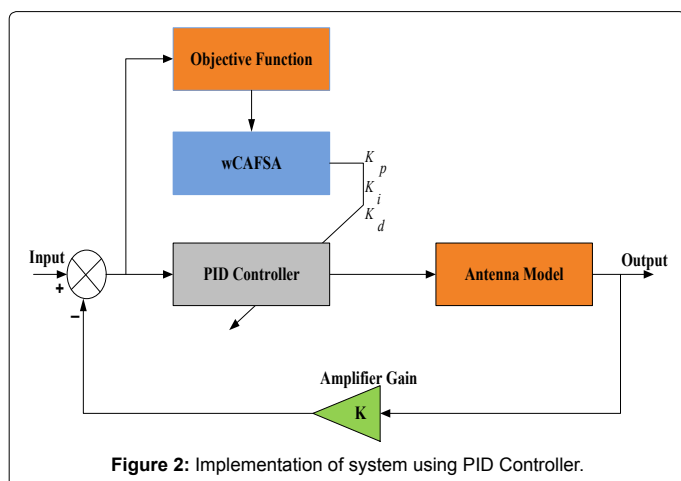 Objective Function
wCAFSA
K p
K i
K d
Input
+
−
PID Controller
Antenna Model
Output
Amplifier Gain
K
Figure 2: Implementation of system using PID Controller.